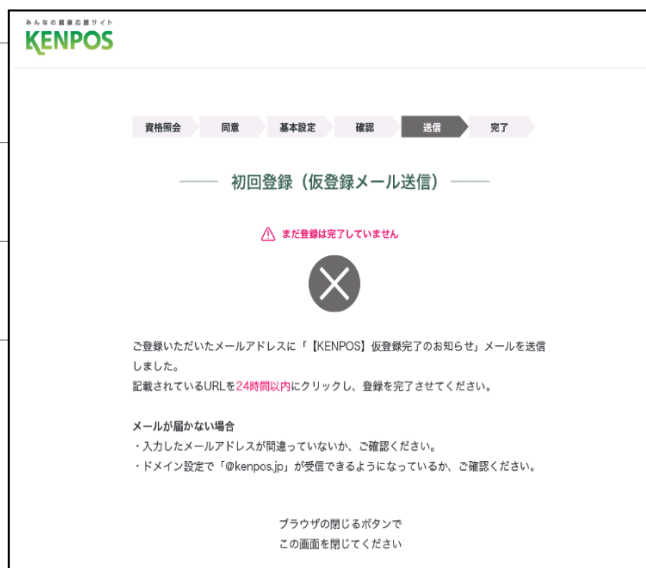 みんなの健康応援サイト
KENPOS
資格照会 同意 基本設定 確認 送信 完了
初回登録（仮登録メール送信）
まだ登録は完了していません
ご登録いただいたメールアドレスに「【KENPOS】仮登録完了のお知らせ」メールを送信
しました。
記載されているURLを24時間以内にクリックし、登録を完了させてください。
メールが届かない場合
・入力したメールアドレスが間違っていないか、ご確認ください。
・ドメイン設定で「@kenpos.jp」が受信できるようになっているか、ご確認ください。
ブラウザの閉じるボタンで
この画面を閉じてください